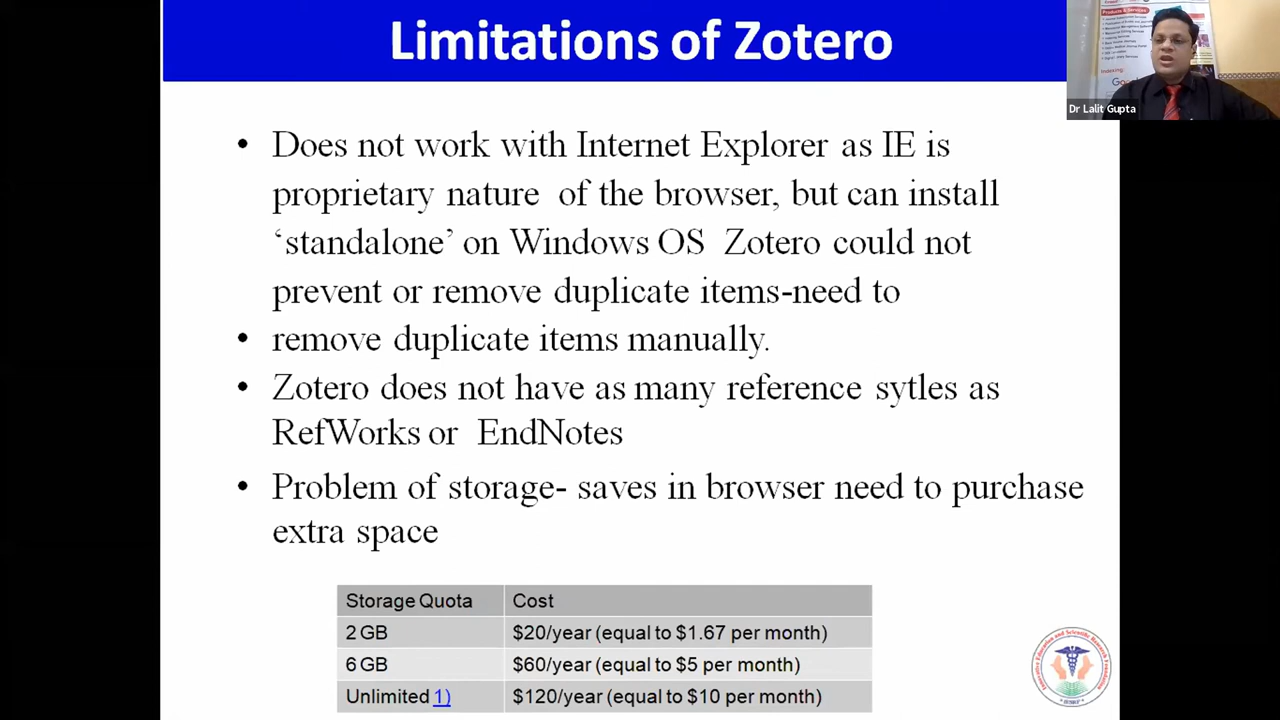 Limitations of Zotero
Dr Lalit Gupta
• Does not work with Internet Explorer as IE is
proprietary nature of the browser, but can install
‘standalone’ on Windows OS Zotero could not
prevent or remove duplicate items-need to
• remove duplicate items manually.
• Zotero does not have as many reference sytles as
RefWorks or EndNotes
• Problem of storage- saves in browser need to purchase
extra space
Storage Quota Cost
2 GB $20/year (equal to $1.67 per month)
6 GB $60/year (equal to $5 per month)
Unlimited 1) $120/year (equal to $10 per month)